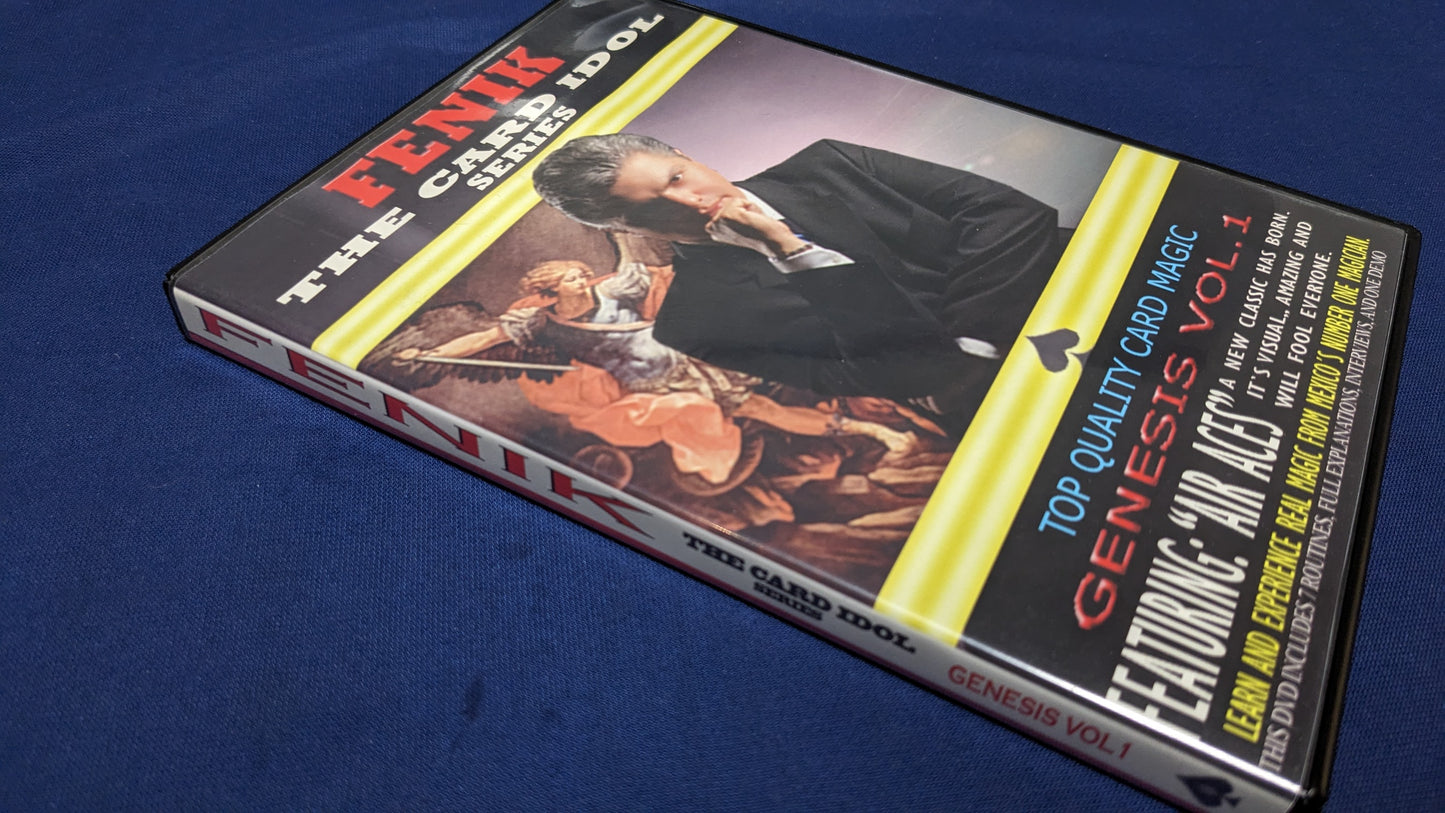 FENIK
THE CARD IDOL
SERIES
TOP QUALITY CARD MAGIC
GENESIS VOL.1
FEATURING: "AIR ACES"
A NEW CLASSIC HAS BORN.
IT'S VISUAL,, AMAZING AND
WILL FOOL EVERYONE.
LEARN AND EXPERIENCE REAL MAGIC FROM MEXICO´S NUMBER ONE MAGICIAN.
THIS DVD INCLUDES 7 ROUTINES, FULL EXPLANATIONS, INTERVIEWS, AND ONE DEMO
FENIK
THE CARD IDOL
SERIES
GENESIS VOL 1